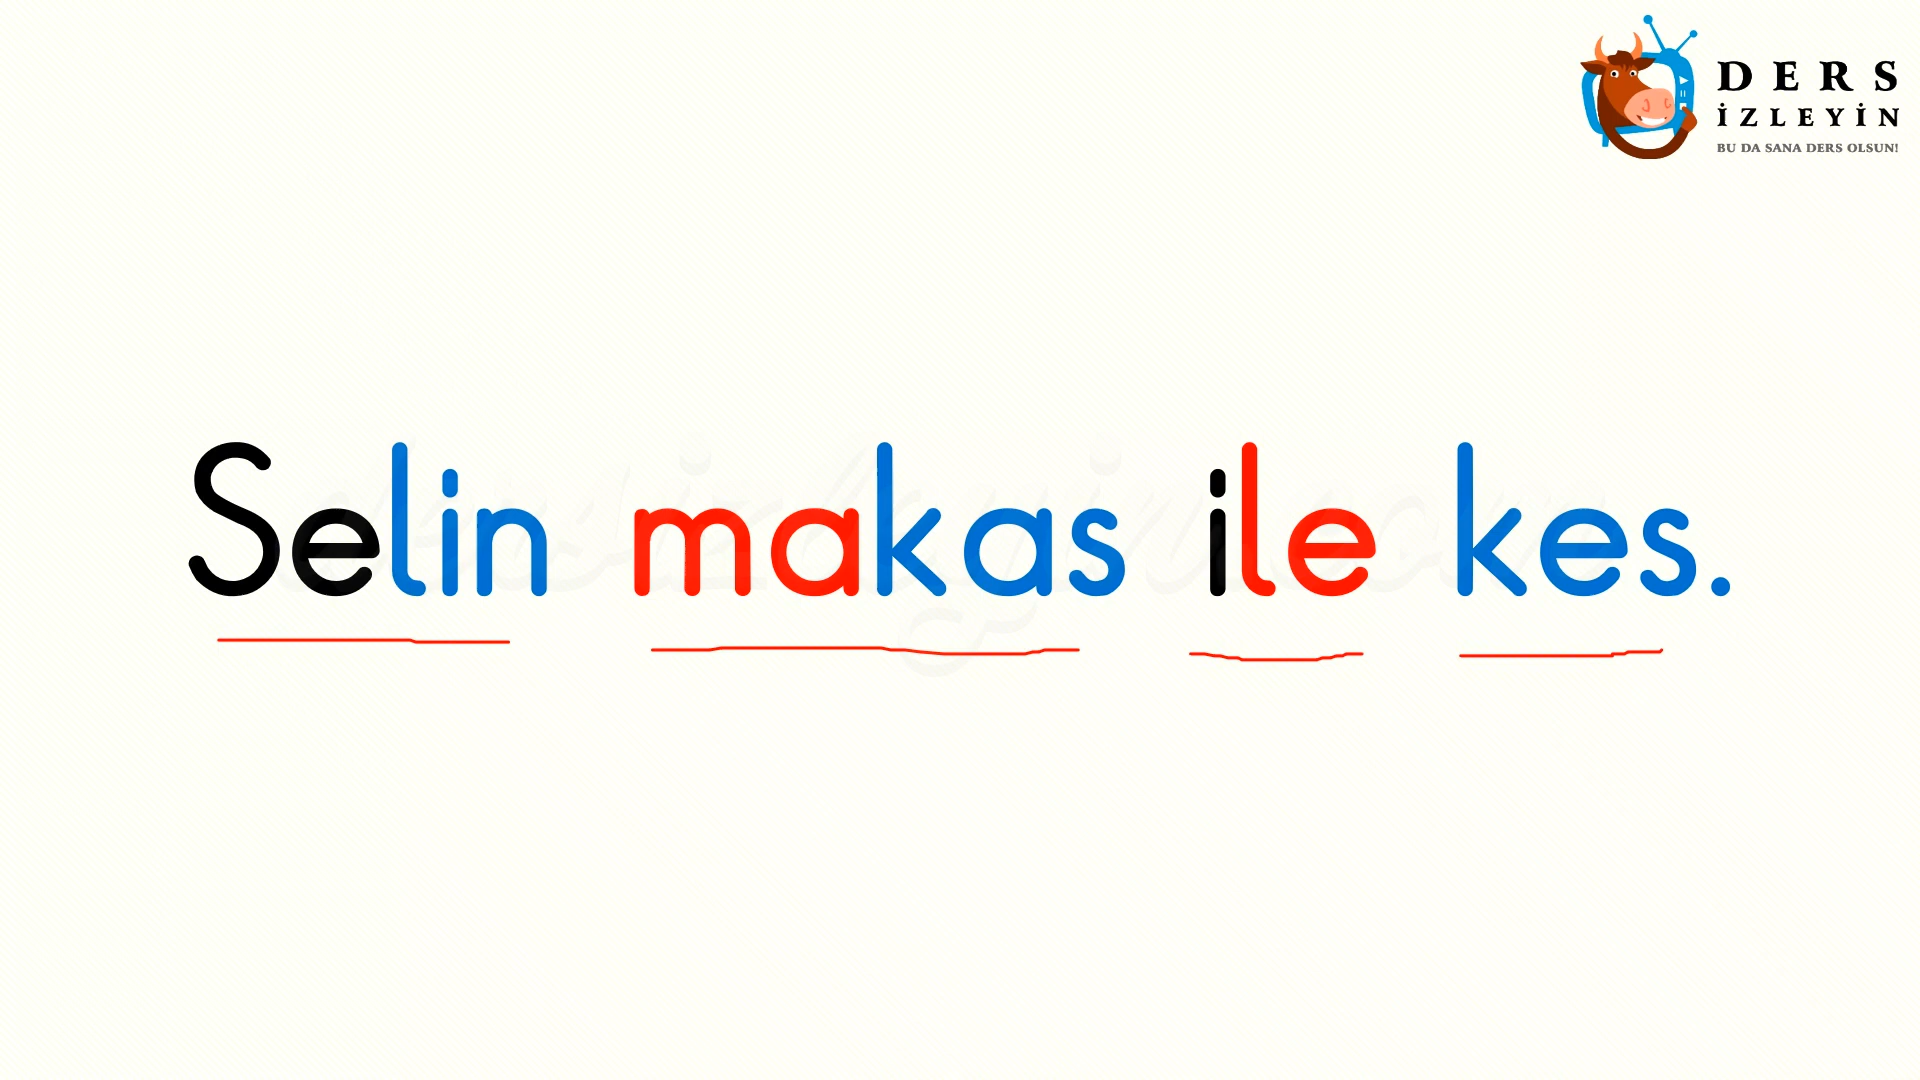 DERS
İZLEYİN
BU DA SANA DERS OLSUN!
Selin makas ile kes.